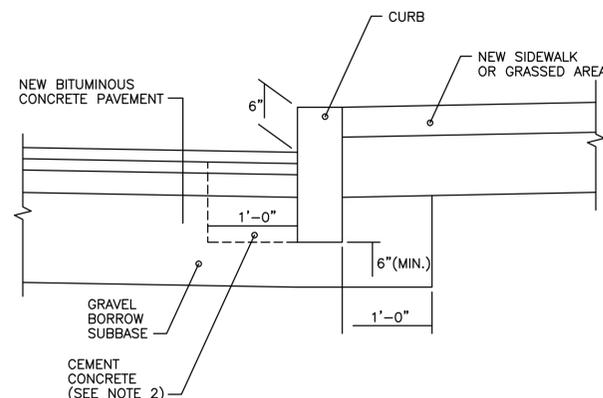 CURB
NEW SIDEWALK
OR GRASSED AREA
NEW BITUMINOUS
CONCRETE PAVEMENT
6"
1'-0"
6"(MIN.)
GRAVEL
BORROW
SUBBASE
1'-0"
CEMENT
CONCRETE
(SEE NOTE 2)